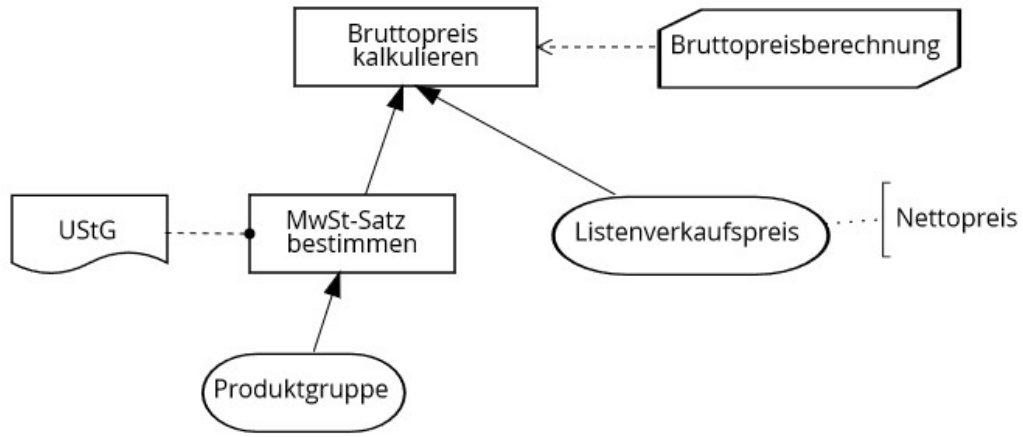 Bruttopreis
kalkulieren
Bruttopreisberechnung
UStG
MwSt-Satz
bestimmen
Listenverkaufspreis
Nettopreis
Produktgruppe